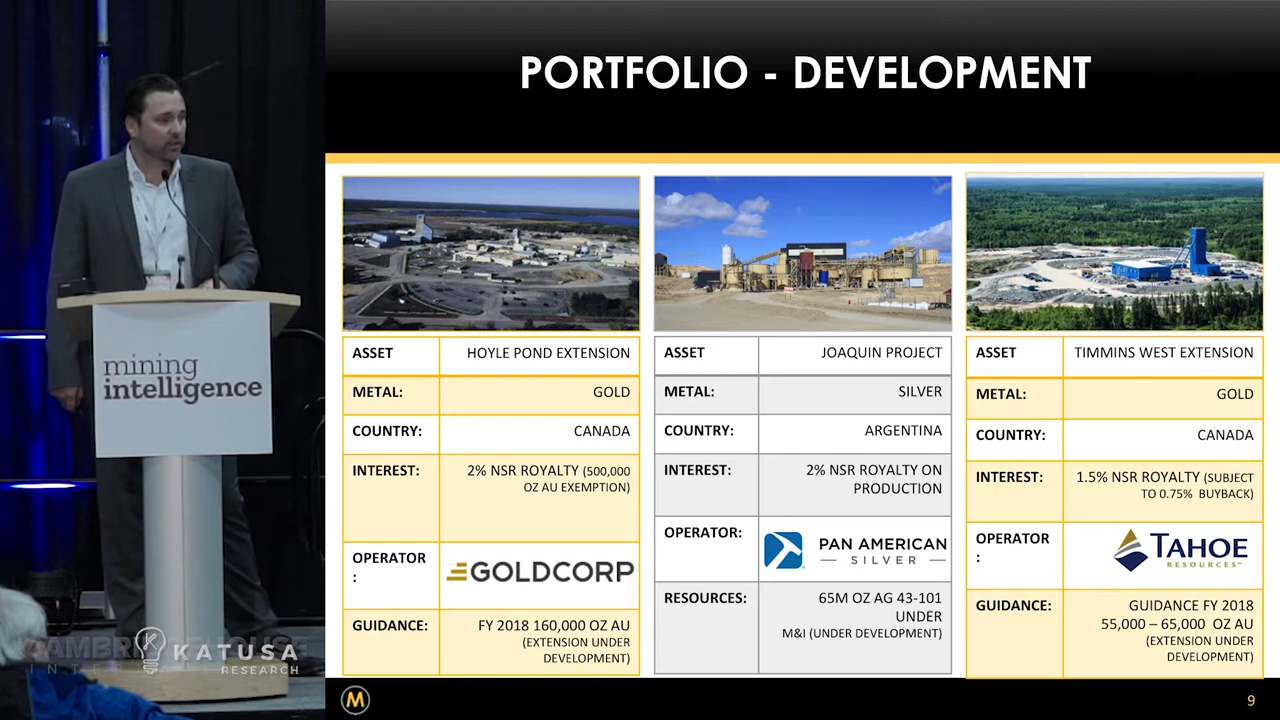 PORTFOLIO - DEVELOPMENT
ASSET
HOYLE POND EXTENSION
METAL:
GOLD
COUNTRY:
CANADA
INTEREST:
2% NSR ROYALTY (500,000
OZ AU EXEMPTION)
OPERATOR
:
GOLDCORP
GUIDANCE:
FY 2018 160,000 OZ AU
(EXTENSION UNDER
DEVELOPMENT)
ASSET
JOAQUIN PROJECT
METAL:
SILVER
COUNTRY:
ARGENTINA
INTEREST:
2% NSR ROYALTY ON
PRODUCTION
OPERATOR:
PAN AMERICAN
SILVER
RESOURCES:
65M OZ AG 43-101
UNDER
M&I (UNDER DEVELOPMENT)
ASSET
TIMMINS WEST EXTENSION
METAL:
GOLD
COUNTRY:
CANADA
INTEREST:
1.5% NSR ROYALTY (SUBJECT
TO 0.75% BUYBACK)
OPERATOR
:
TAHOE
RESOURCES
GUIDANCE:
GUIDANCE FY 2018
55,000 – 65,000 OZ AU
(EXTENSION UNDER
DEVELOPMENT)
M
9
mining
intelligence
KATUSA
RESEARCH